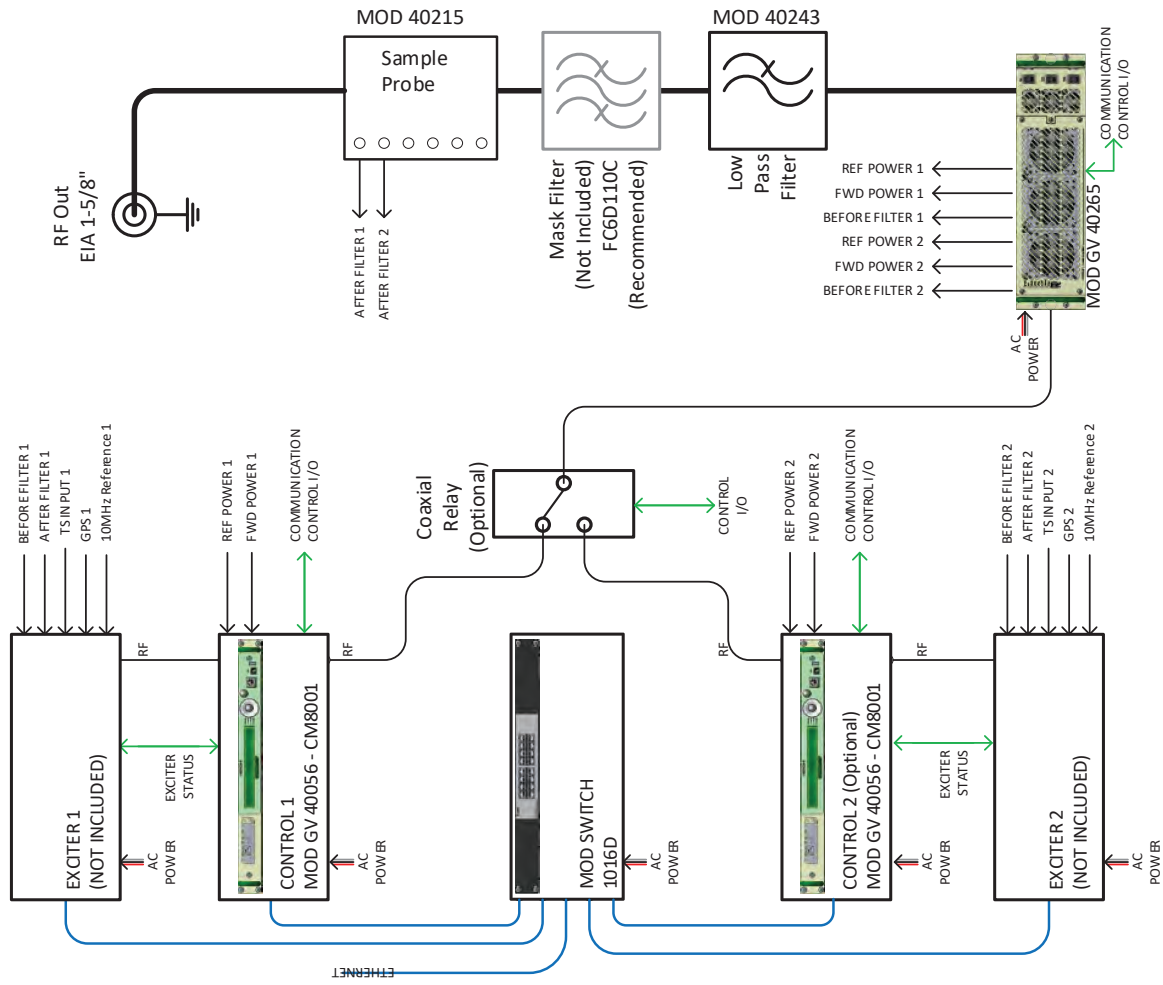 MOD 40215
Sample
Probe
MOD 40243
RF Out
EIA 1-5/8"
AFTER FILTER 1
AFTER FILTER 2
Mask Filter
(Not Included)
FC6D110C
(Recommended)
Low
Pass
Filter
REF POWER 1
FWD POWER 1
BEFORE FILTER 1
REF POWER 2
FWD POWER 2
BEFORE FILTER 2
COMMUNICATION
CONTROL I/O
MOD GV 40265
AC
POWER
BEFORE FILTER 1
AFTER FILTER 1
TS INPUT 1
GPS 1
10MHz Reference 1
REF POWER 1
FWD POWER 1
COMMUNICATION
CONTROL I/O
Coaxial
Relay
(Optional)
CONTROL
I/O
REF POWER 2
FWD POWER 2
COMMUNICATION
CONTROL I/O
BEFORE FILTER 2
AFTER FILTER 2
TS INPUT 2
GPS 2
10MHz Reference 2
RF
RF
RF
RF
EXCITER 1
(NOT INCLUDED)
EXCITER
STATUS
CONTROL 1
MOD GV 40056 - CM8001
MOD SWITCH
1016D
CONTROL 2 (Optional)
MOD GV 40056 - CM8001
EXCITER
STATUS
EXCITER 2
(NOT INCLUDED)
AC
POWER
AC
POWER
AC
POWER
AC
POWER
AC
POWER
ETHERNET